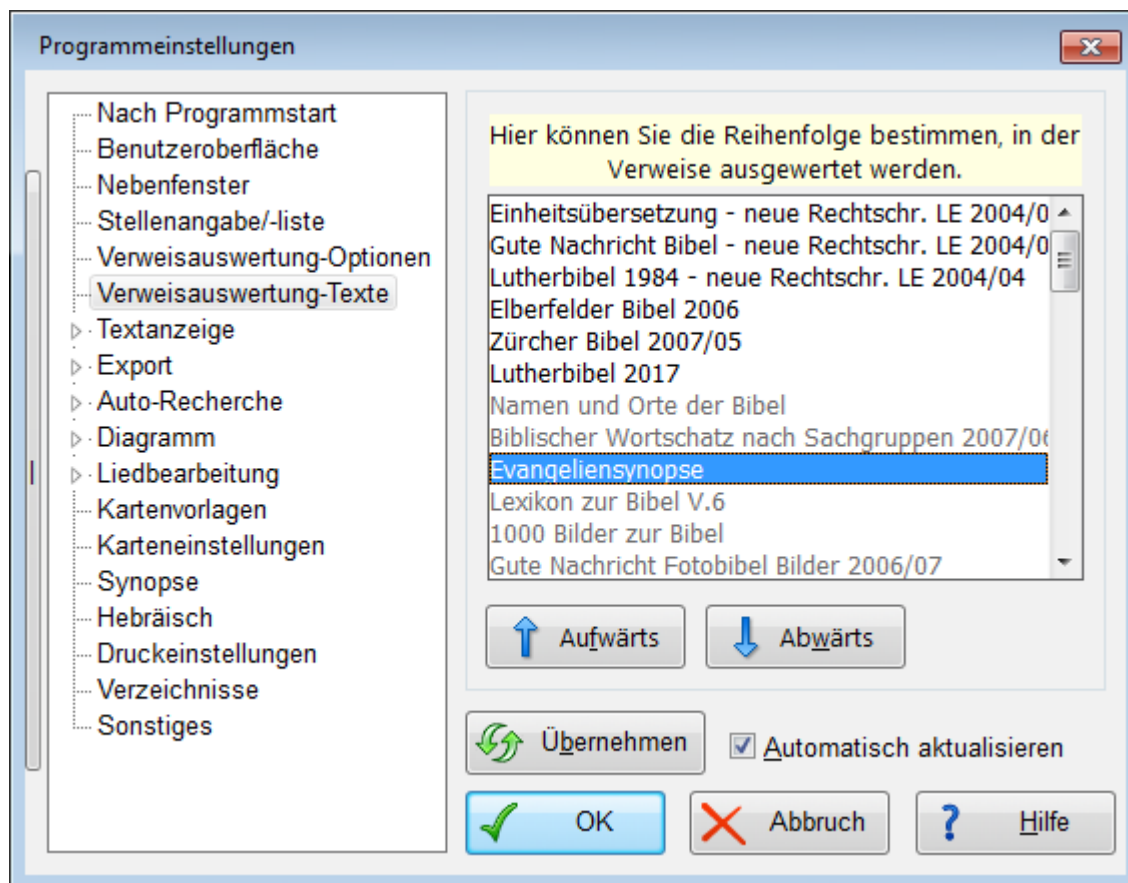 Programmeinstellungen
Nach Programmstart
Benutzeroberfläche
Nebenfenster
Stellenangabe/-liste
Verweisauswertung-Optionen
Verweisauswertung-Texte
Textanzeige
Export
Auto-Recherche
Diagramm
Liedbearbeitung
Kartenvorlagen
Karteneinstellungen
Synopse
Hebräisch
Druckeinstellungen
Verzeichnisse
Sonstiges
Hier können Sie die Reihenfolge bestimmen, in der
Verweise ausgewertet werden.
Einheitsübersetzung - neue Rechtschr. LE 2004/0
Gute Nachricht Bibel - neue Rechtschr. LE 2004/0
Lutherbibel 1984 - neue Rechtschr. LE 2004/04
Elberfelder Bibel 2006
Zürcher Bibel 2007/05
Lutherbibel 2017
Namen und Orte der Bibel
Biblischer Wortschatz nach Sachgruppen 2007/06
Evangeliensynopse
Lexikon zur Bibel V.6
1000 Bilder zur Bibel
Gute Nachricht Fotobibel Bilder 2006/07
Aufwärts
Abwärts
Übernehmen
Automatisch aktualisieren
OK
Abbruch
Hilfe